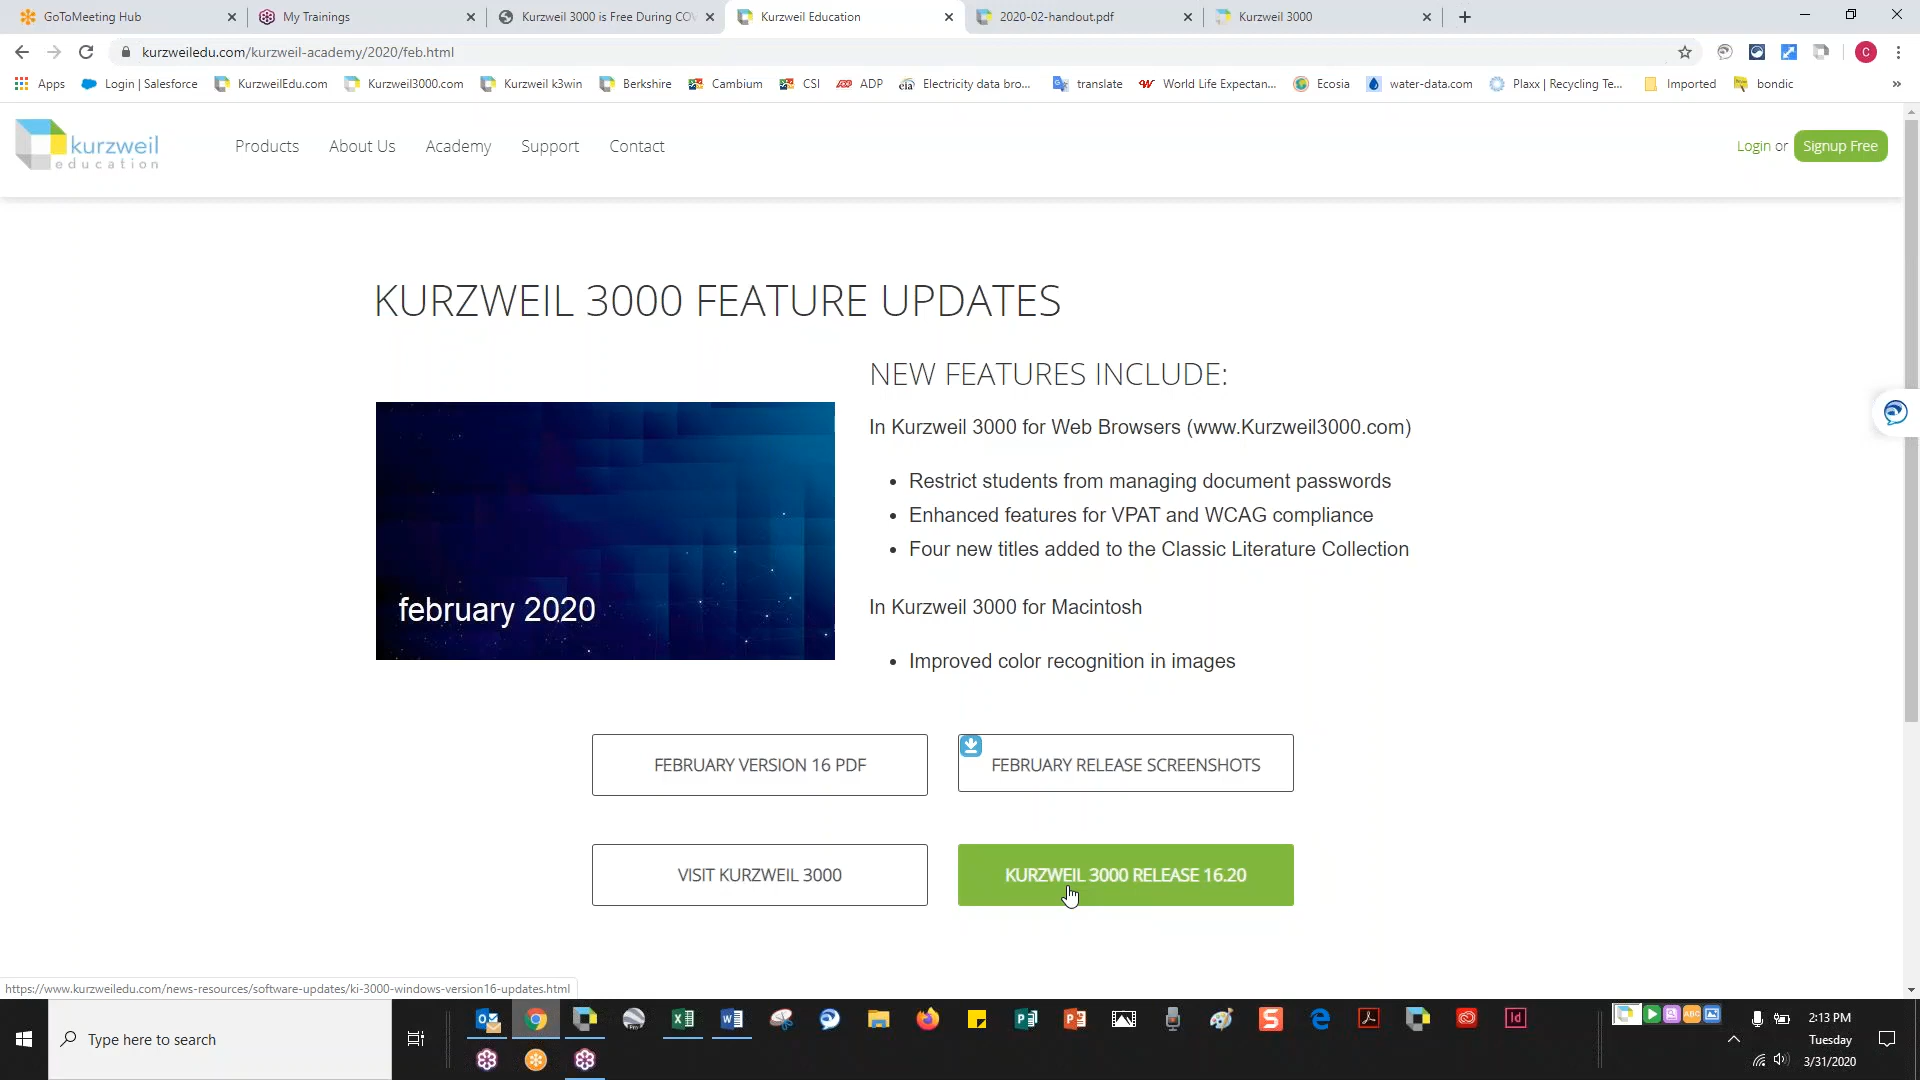 GoToMeeting Hub
My Trainings
Kurzweil 3000 is Free During CO
Kurzweil Education
2020-02-handout.pdf
Kurzweil 3000
kurzweiledu.com/kurzweil-academy/2020/feb.html
C
Apps
Login | Salesforce
KurzweilEdu.com
Kurzweil3000.com
Kurzweil k3win
Berkshire
Cambium
CSI
ADP
eia
Electricity data bro...
translate
World Life Expectan...
Ecosia
water-data.com
Plaxx | Recycling Te...
Imported
bondic
kurzweil
education
Products
About Us
Academy
Support
Contact
Login or
Signup Free
KURZWEIL 3000 FEATURE UPDATES
NEW FEATURES INCLUDE:
In Kurzweil 3000 for Web Browsers (www.Kurzweil3000.com)
• Restrict students from managing document passwords
• Enhanced features for VPAT and WCAG compliance
• Four new titles added to the Classic Literature Collection
february 2020
In Kurzweil 3000 for Macintosh
• Improved color recognition in images
FEBRUARY VERSION 16 PDF
FEBRUARY RELEASE SCREENSHOTS
VISIT KURZWEIL 3000
KURZWEIL 3000 RELEASE 16.20
https://www.kurzweiledu.com/news-resources/software-updates/ki-3000-windows-version16-updates.html
Type here to search
2:13 PM
Tuesday
3/31/2020